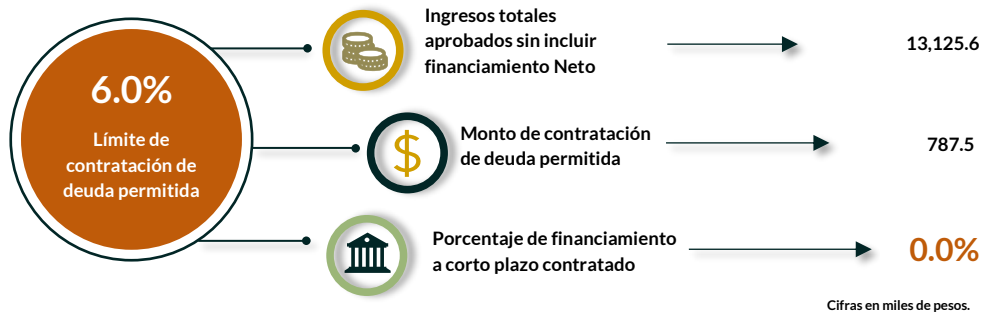 6.0%
Límite de
contratación de
deuda permitida
Ingresos totales
aprobados sin incluir
financiamiento Neto
13,125.6
$
Monto de contratación
de deuda permitida
787.5
Porcentaje de financiamiento
a corto plazo contratado
0.0%
Cifras en miles de pesos.